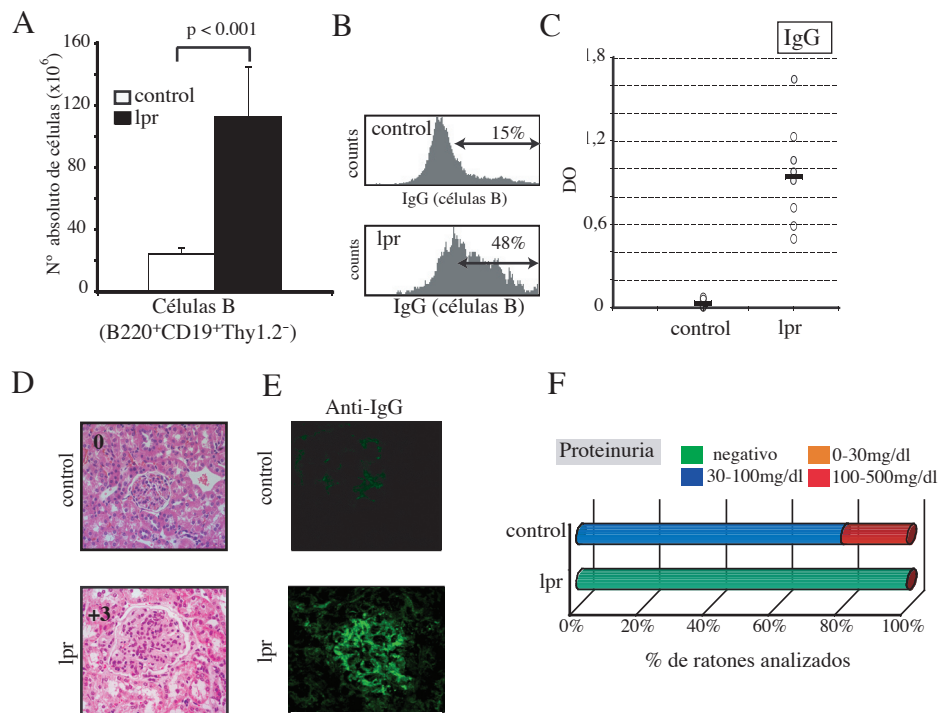 A
p < 0.001
Nº absoluto de células (x10⁶)
160
120
80
40
0
control
lpr
Células B
(B220⁺CD19⁺Thy1.2⁻)
B
control
15%
counts
IgG (células B)
lpr
48%
counts
IgG (células B)
C
IgG
1,8
1,2
0,6
0
DO
control
lpr
D
0
control
+3
lpr
E
Anti-IgG
control
lpr
F
Proteinuria
negativo
0-30mg/dl
30-100mg/dl
100-500mg/dl
control
lpr
0%
20%
40%
60%
80%
100%
% de ratones analizados